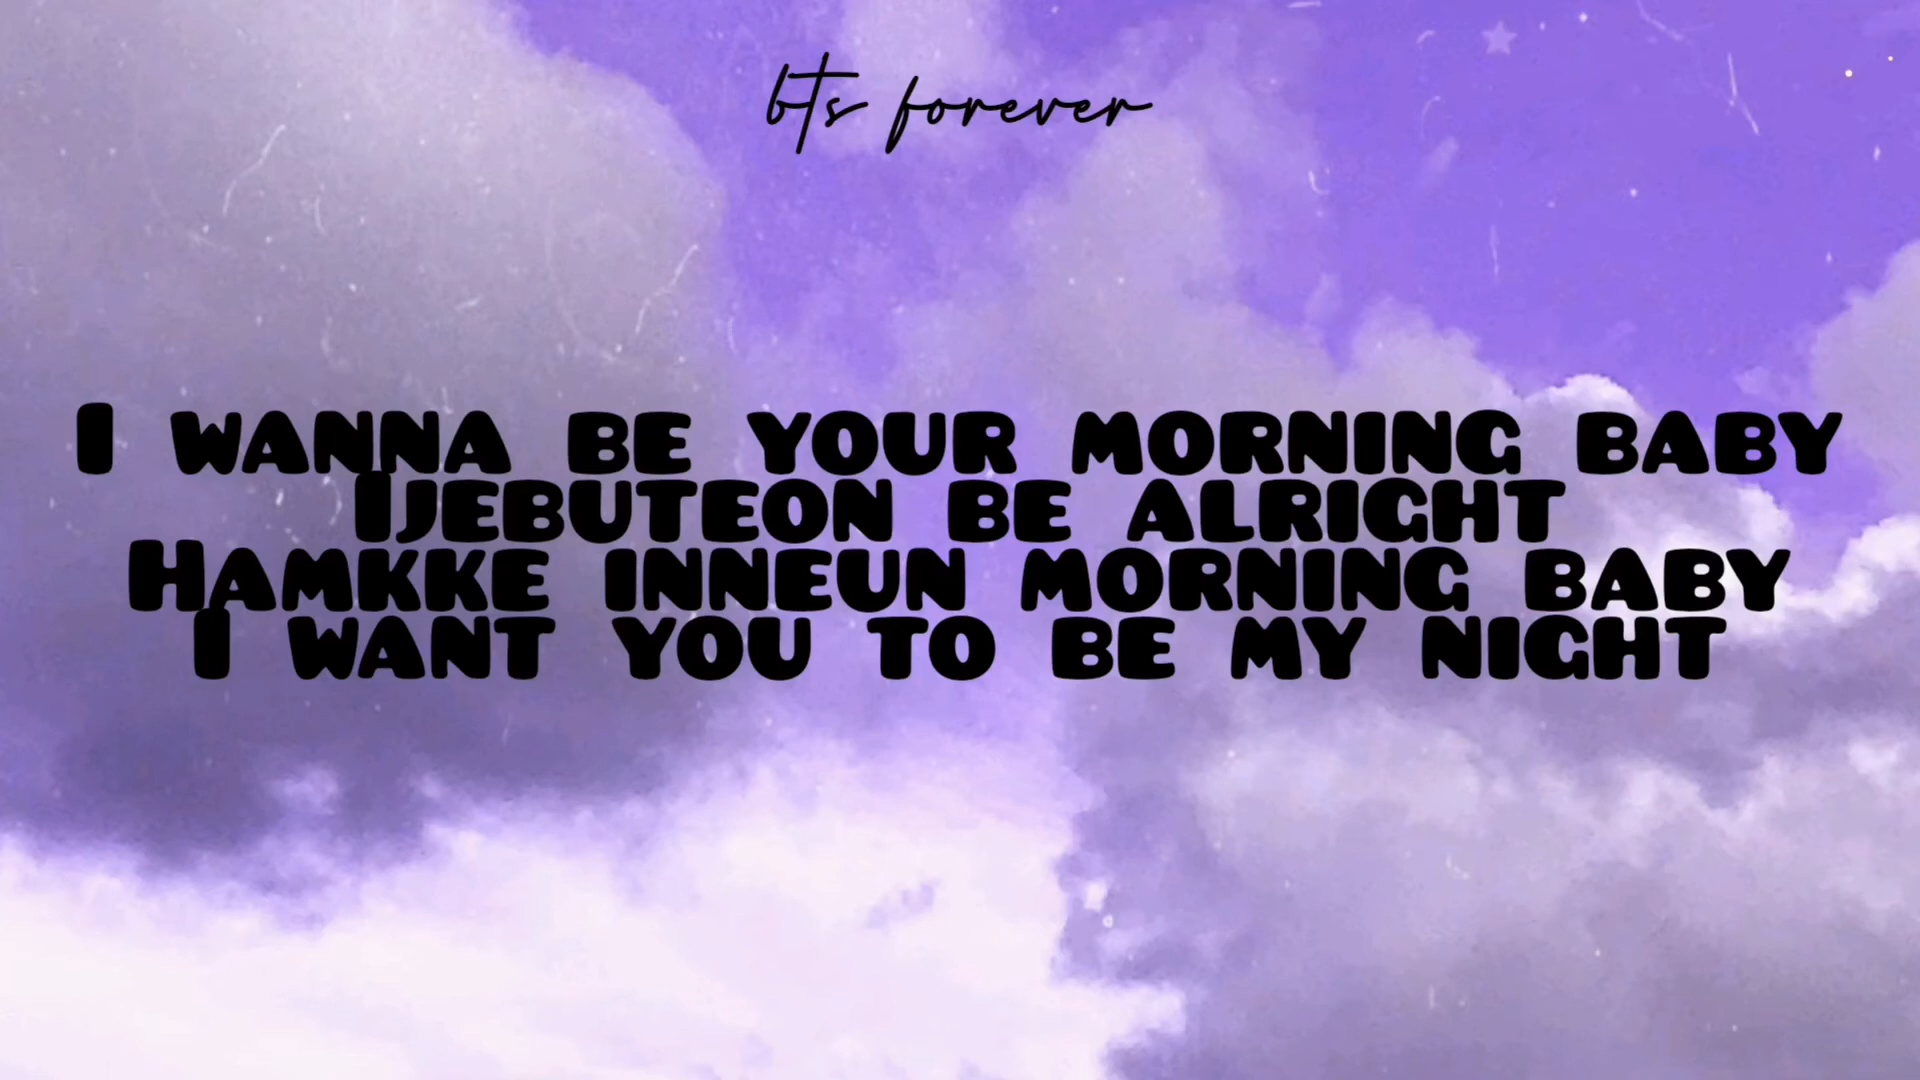 bts forever
I WANNA BE YOUR MORNING BABY
IJEBUTEON BE ALRIGHT
HAMKKE INNEUN MORNING BABY
I WANT YOU TO BE MY NIGHT